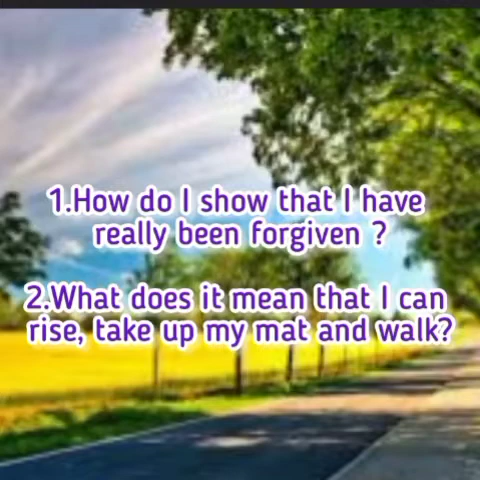 1.How do I show that I have
really been forgiven ?
2.What does it mean that I can
rise, take up my mat and walk?